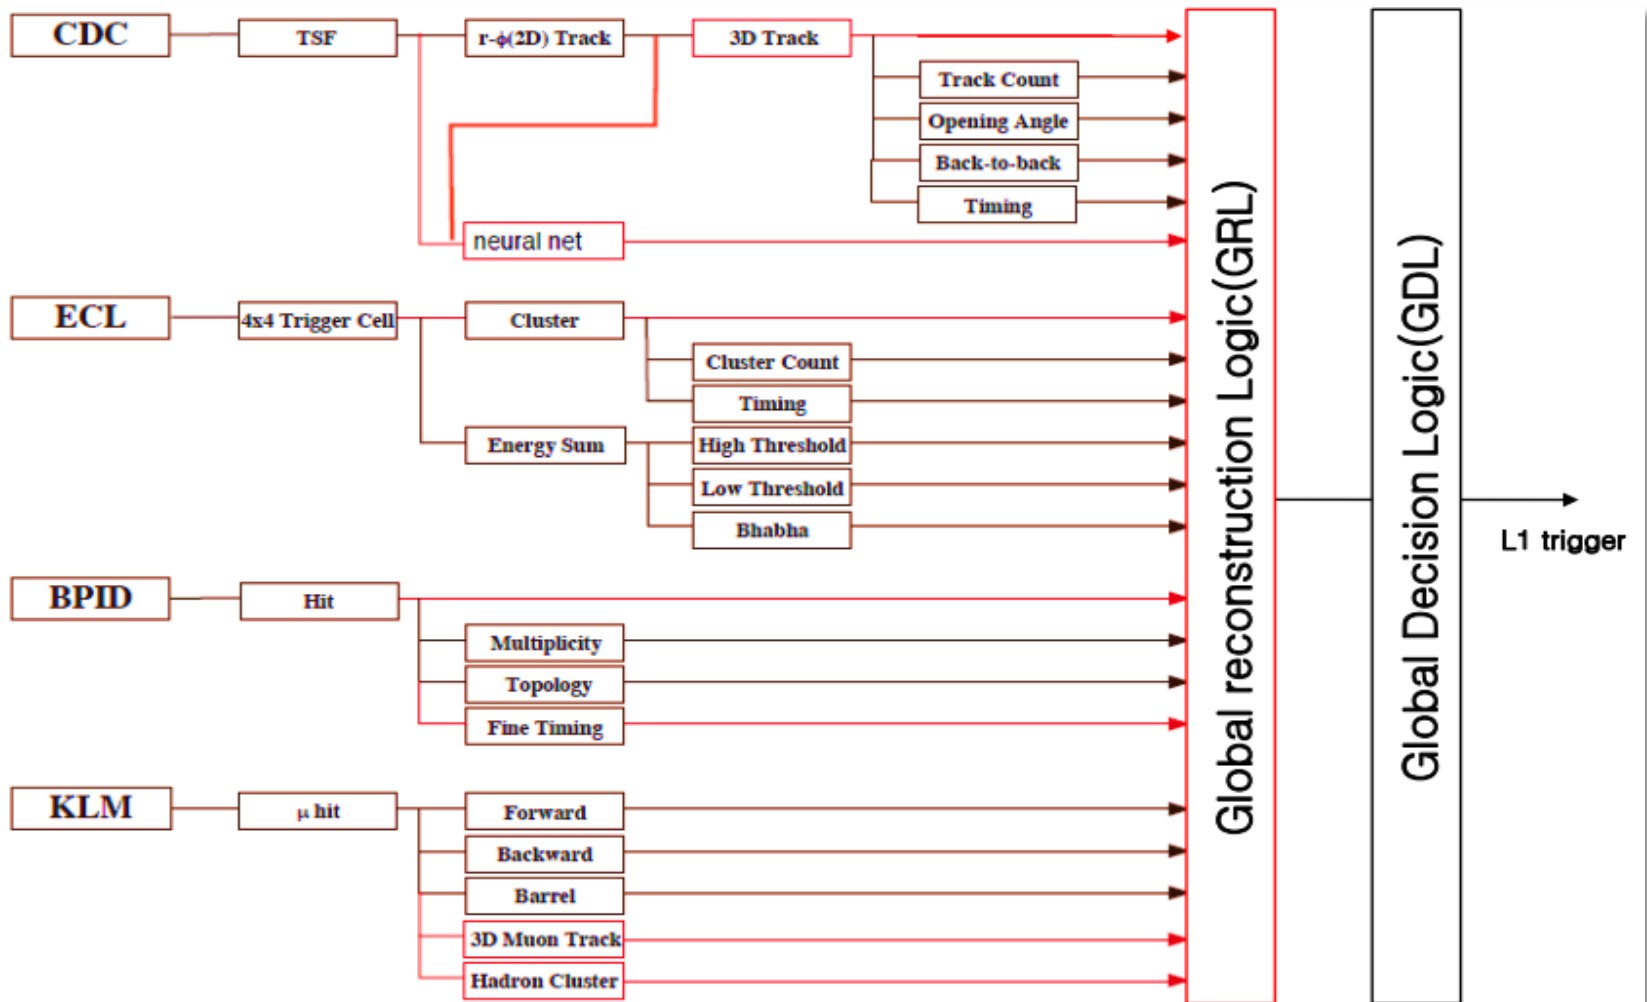 CDC
TSF
r-ϕ(2D) Track
3D Track
Track Count
Opening Angle
Back-to-back
Timing
neural net
ECL
4x4 Trigger Cell
Cluster
Cluster Count
Timing
Energy Sum
High Threshold
Low Threshold
Bhabha
BPID
Hit
Multiplicity
Topology
Fine Timing
KLM
μ hit
Forward
Backward
Barrel
3D Muon Track
Hadron Cluster
Global reconstruction Logic(GRL)
Global Decision Logic(GDL)
L1 trigger